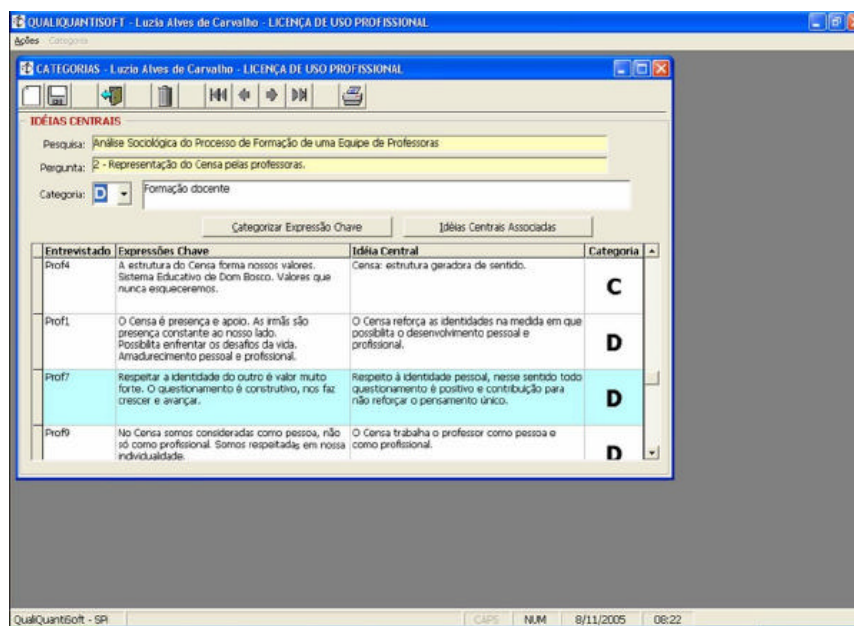 QUALIQUANTISOFT - Luzia Alves de Carvalho - LICENÇA DE USO PROFISSIONAL
Ações Categoria
CATEGORIAS - Luzia Alves de Carvalho - LICENÇA DE USO PROFISSIONAL
IDÉIAS CENTRAIS
Pesquisa: Análise Sociológica do Processo de Formação de uma Equipe de Professoras
Pergunta: 2 - Representação do Censa pelas professoras.
Categoria: D Formação docente
Categorizar Expressão Chave Idéias Centrais Associadas
Entrevistado Expressões Chave Idéia Central Categoria
Prof4 A estrutura do Censa forma nossos valores. Censa: estrutura geradora de sentido.
Sistema Educativo de Dom Bosco. Valores que
nunca esqueceremos.
C
Prof1 O Censa é presença e apoio. As irmãs são O Censa reforça as identidades na medida em que
presença constante ao nosso lado. possibilita o desenvolvimento pessoal e
Possibilita enfrentar os desafios da vida. profissional.
Amadurecimento pessoal e profissional.
D
Prof7 Respeitar a identidade do outro é valor muito Respeito à identidade pessoal, nesse sentido todo
forte. O questionamento é construtivo, nos faz questionamento é positivo e contribuição para
crescer e avançar. não reforçar o pensamento único.
D
Prof9 No Censa somos consideradas como pessoa, não O Censa trabalha o professor como pessoa e
só como profissional. Somos respeitadas em nossa como profissional.
individualidade.
D
QualiQuantiSoft - SPi CAPS NUM 8/11/2005 08:22